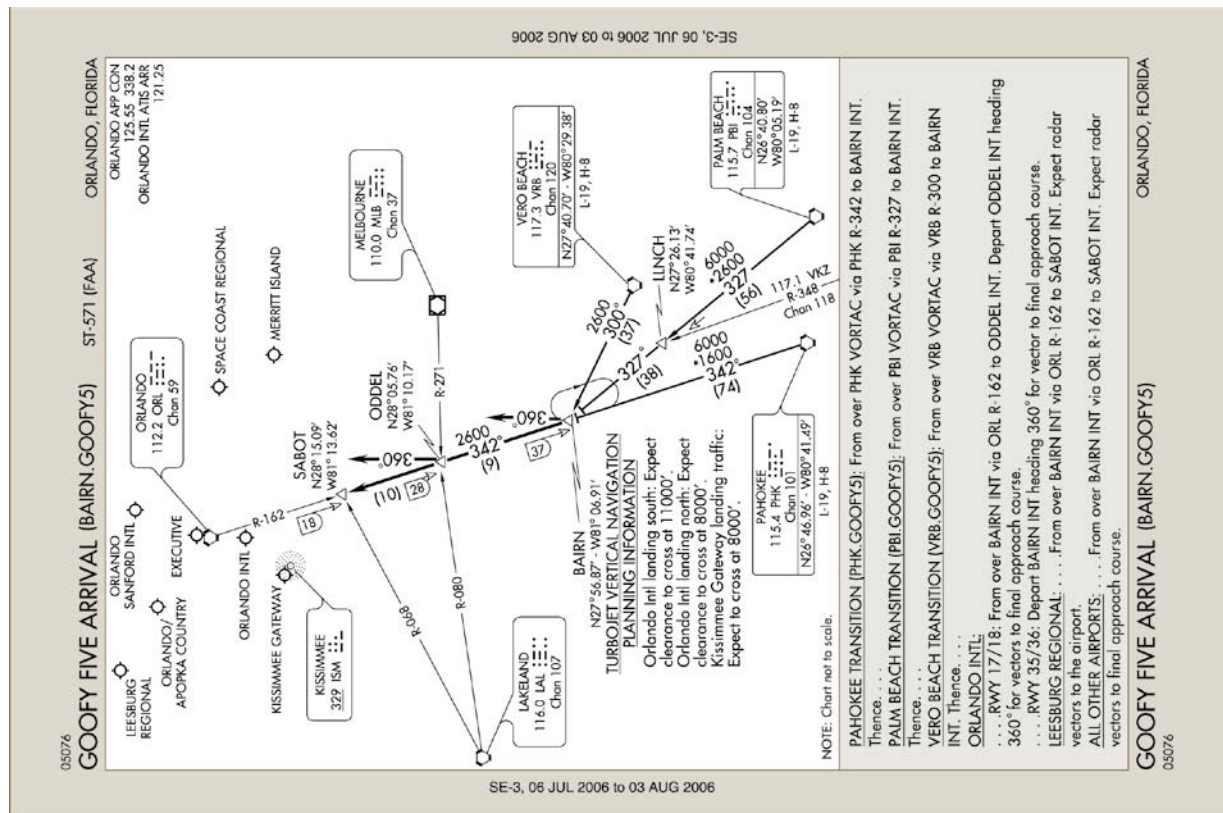 SE-3, 06 JUL 2006 to 03 AUG 2006
05076
GOOFY FIVE ARRIVAL (BAIRN.GOOFY5)
ST-571 (FAA)
ORLANDO, FLORIDA
ORLANDO APP CON
125.55 338.2
ORLANDO INTL ATIS ARR
121.25
LEESBURG
REGIONAL
ORLANDO
SANFORD INTL
ORLANDO/
APOPKA COUNTRY
EXECUTIVE
ORLANDO INTL
KISSIMMEE GATEWAY
KISSIMMEE
329 ISM
ORLANDO
112.2 ORL
Chan 59
SPACE COAST REGIONAL
MERRITT ISLAND
R-162
18
SABOT
N28°15.09'
W81°13.62'
360°
(10)
28
ODDEL
N28°05.76'
W81°10.17'
R-271
MELBOURNE
110.0 MLB
Chan 37
R-068
R-080
LAKELAND
116.0 LAL
Chan 107
2600
342°
(9)
37
360°
BAIRN
N27°56.87' - W81°06.91'
TURBOJET VERTICAL NAVIGATION
PLANNING INFORMATION
Orlando Intl landing south: Expect
clearance to cross at 11000'.
Orlando Intl landing north: Expect
clearance to cross at 8000'.
Kissimmee Gateway landing traffic:
Expect to cross at 8000'.
2600
300°
(37)
VERO BEACH
117.3 VRB
Chan 120
N27°40.70' - W80°29.38'
L-19, H-8
327°
(38)
LLNCH
N27°26.13'
W80°41.74'
6000
*2600
327
(56)
117.1 VKZ
R-348
Chan 118
PALM BEACH
115.7 PBI
Chan 104
N26°40.80'
W80°05.19'
L-19, H-8
6000
*1600
342°
(74)
PAHOKEE
115.4 PHK
Chan 101
N26°46.96' - W80°41.49'
L-19, H-8
NOTE: Chart not to scale.
PAHOKEE TRANSITION (PHK.GOOFY5): From over PHK VORTAC via PHK R-342 to BAIRN INT.
Thence. . . .
PALM BEACH TRANSITION (PBI.GOOFY5): From over PBI VORTAC via PBI R-327 to BAIRN INT.
Thence. . . .
VERO BEACH TRANSITION (VRB.GOOFY5): From over VRB VORTAC via VRB R-300 to BAIRN
INT. Thence. . . .
ORLANDO INTL:
. . . .RWY 17/18: From over BAIRN INT via ORL R-162 to ODDEL INT. Depart ODDEL INT heading
360° for vectors to final approach course.
. . . .RWY 35/36: Depart BAIRN INT heading 360° for vector to final approach course.
LEESBURG REGIONAL: . . . .From over BAIRN INT via ORL R-162 to SABOT INT. Expect radar
vectors to the airport.
ALL OTHER AIRPORTS: . . . .From over BAIRN INT via ORL R-162 to SABOT INT. Expect radar
vectors to final approach course.
GOOFY FIVE ARRIVAL (BAIRN.GOOFY5)
05076
ORLANDO, FLORIDA
SE-3, 06 JUL 2006 to 03 AUG 2006